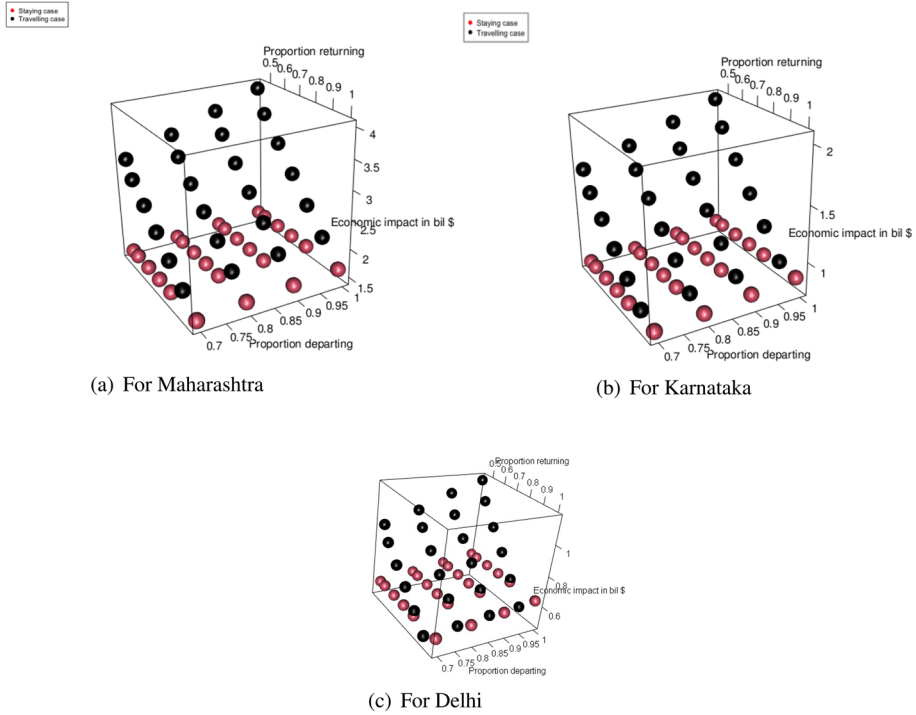 Staying case
Travelling case
Proportion returning
0.5 0.6 0.7 0.8 0.9 1
4
3.5
3
Economic impact in bil $
2.5
2
1.5
0.7 0.75 0.8 0.85 0.9 0.95 1
Proportion departing
(a) For Maharashtra
Staying case
Travelling case
Proportion returning
0.5 0.6 0.7 0.8 0.9 1
2
1.5
Economic impact in bil $
1
0.7 0.75 0.8 0.85 0.9 0.95 1
Proportion departing
(b) For Karnataka
Proportion returning
0.5 0.6 0.7 0.8 0.9 1
1
0.8
Economic impact in bil $
0.6
0.7 0.75 0.8 0.85 0.9 0.95 1
Proportion departing
(c) For Delhi